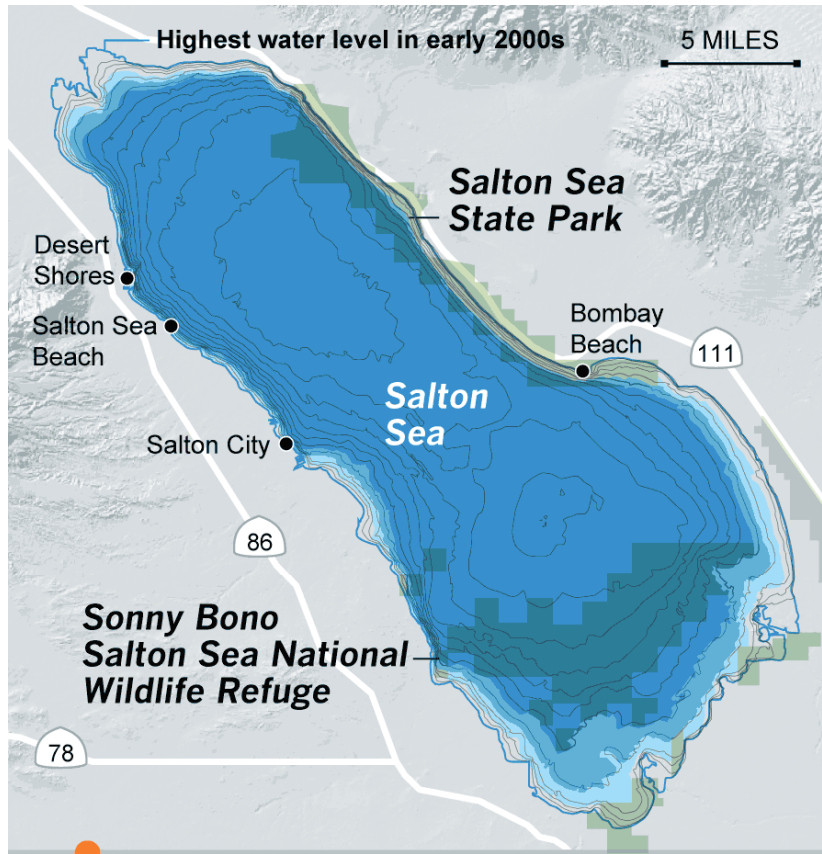 Highest water level in early 2000s
5 MILES
Salton Sea
State Park
Desert
Shores
Salton Sea
Beach
Bombay
Beach
111
Salton
Sea
Salton City
86
Sonny Bono
Salton Sea National
Wildlife Refuge
78